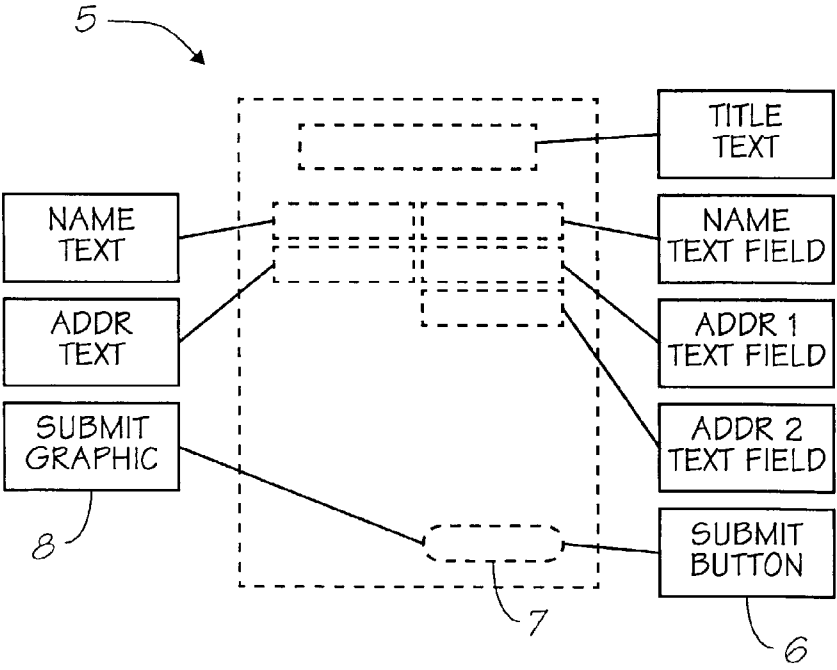 5
TITLE
TEXT
NAME
TEXT
NAME
TEXT FIELD
ADDR
TEXT
ADDR 1
TEXT FIELD
SUBMIT
GRAPHIC
ADDR 2
TEXT FIELD
8
SUBMIT
BUTTON
7
6